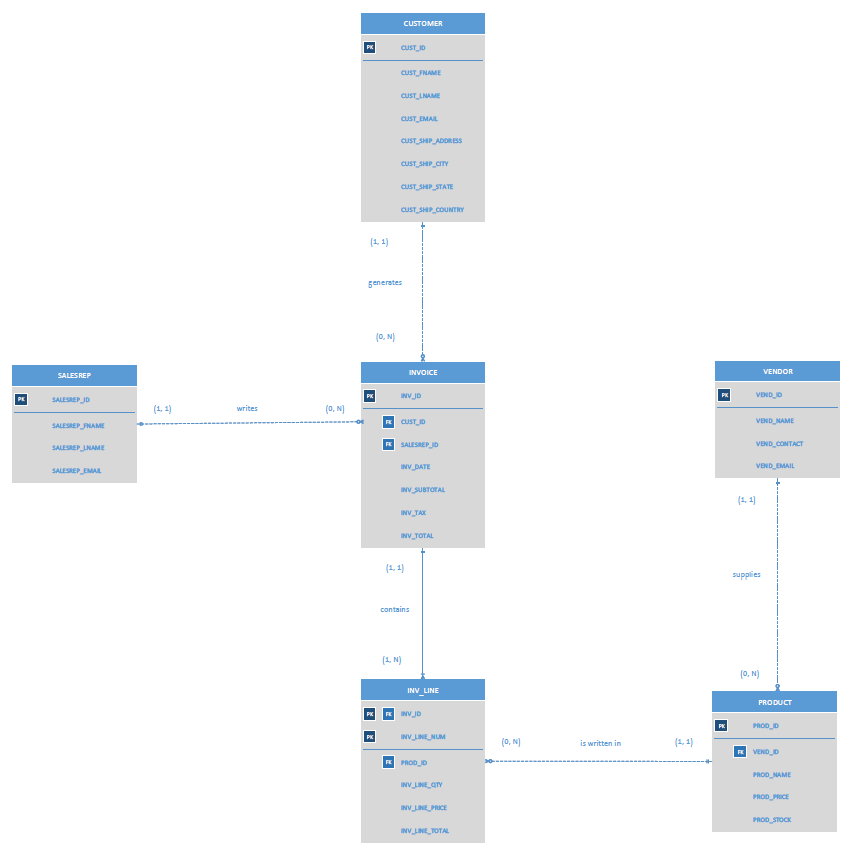 CUSTOMER
PK CUST_ID
CUST_FNAME
CUST_LNAME
CUST_EMAIL
CUST_SHIP_ADDRESS
CUST_SHIP_CITY
CUST_SHIP_STATE
CUST_SHIP_COUNTRY
(1, 1)
generates
(0, N)
SALESREP
PK SALESREP_ID
SALESREP_FNAME
SALESREP_LNAME
SALESREP_EMAIL
(1, 1) writes (0, N)
INVOICE
PK INV_ID
FK CUST_ID
FK SALESREP_ID
INV_DATE
INV_SUBTOTAL
INV_TAX
INV_TOTAL
VENDOR
PK VEND_ID
VEND_NAME
VEND_CONTACT
VEND_EMAIL
(1, 1)
contains
(1, N)
(1, 1)
supplies
(0, N)
INV_LINE
PK FK INV_ID
PK INV_LINE_NUM
FK PROD_ID
INV_LINE_QTY
INV_LINE_PRICE
INV_LINE_TOTAL
(0, N) is written in (1, 1)
PRODUCT
PK PROD_ID
FK VEND_ID
PROD_NAME
PROD_PRICE
PROD_STOCK